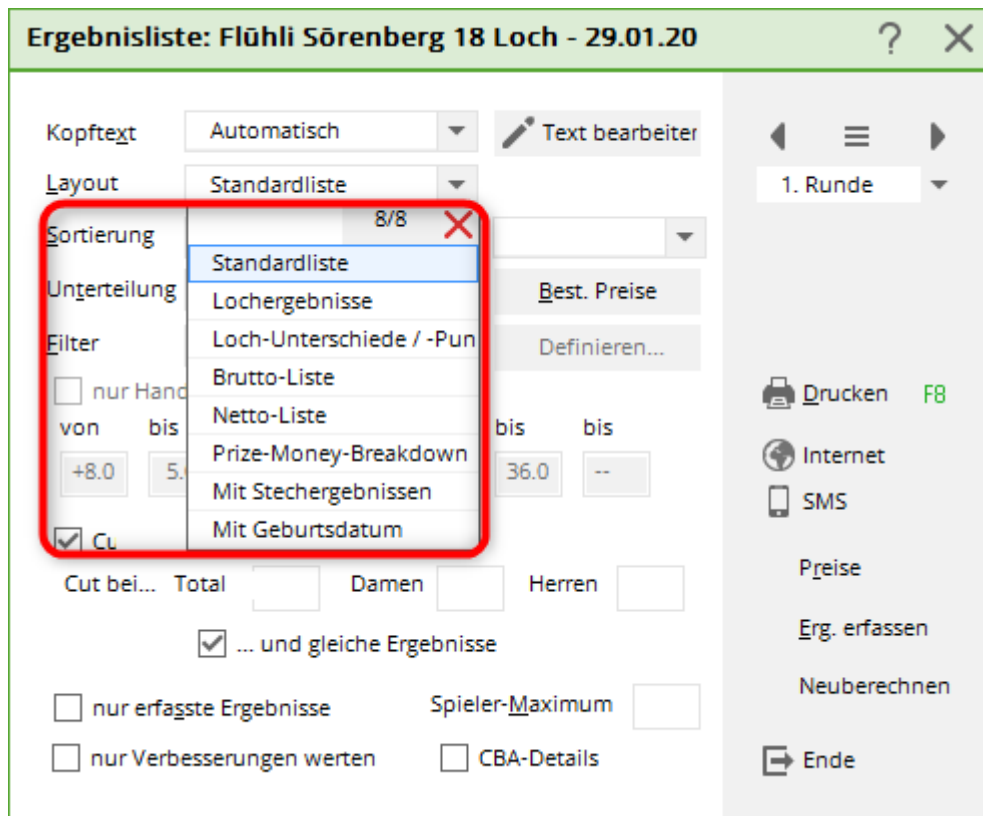 Ergebnisliste: Flühli Sörenberg 18 Loch - 29.01.20 ?
Kopftext Automatisch Text bearbeiter
Layout Standardliste
1. Runde
8/8
Sortierung
Standardliste
Unterteilung Lochergebnisse Best. Preise
Filter Loch-Unterschiede / -Pun Definieren...
nur Hand Brutto-Liste
Drucken F8
von bis Netto-Liste bis bis
Internet
+8.0 5. Prize-Money-Breakdown 36.0 --
Mit Stechergebnissen
SMS
Cu Mit Geburtsdatum
Preise
Cut bei... Total Damen Herren
Erg. erfassen
... und gleiche Ergebnisse
Neuberechnen
nur erfasste Ergebnisse Spieler-Maximum
nur Verbesserungen werten CBA-Details
Ende